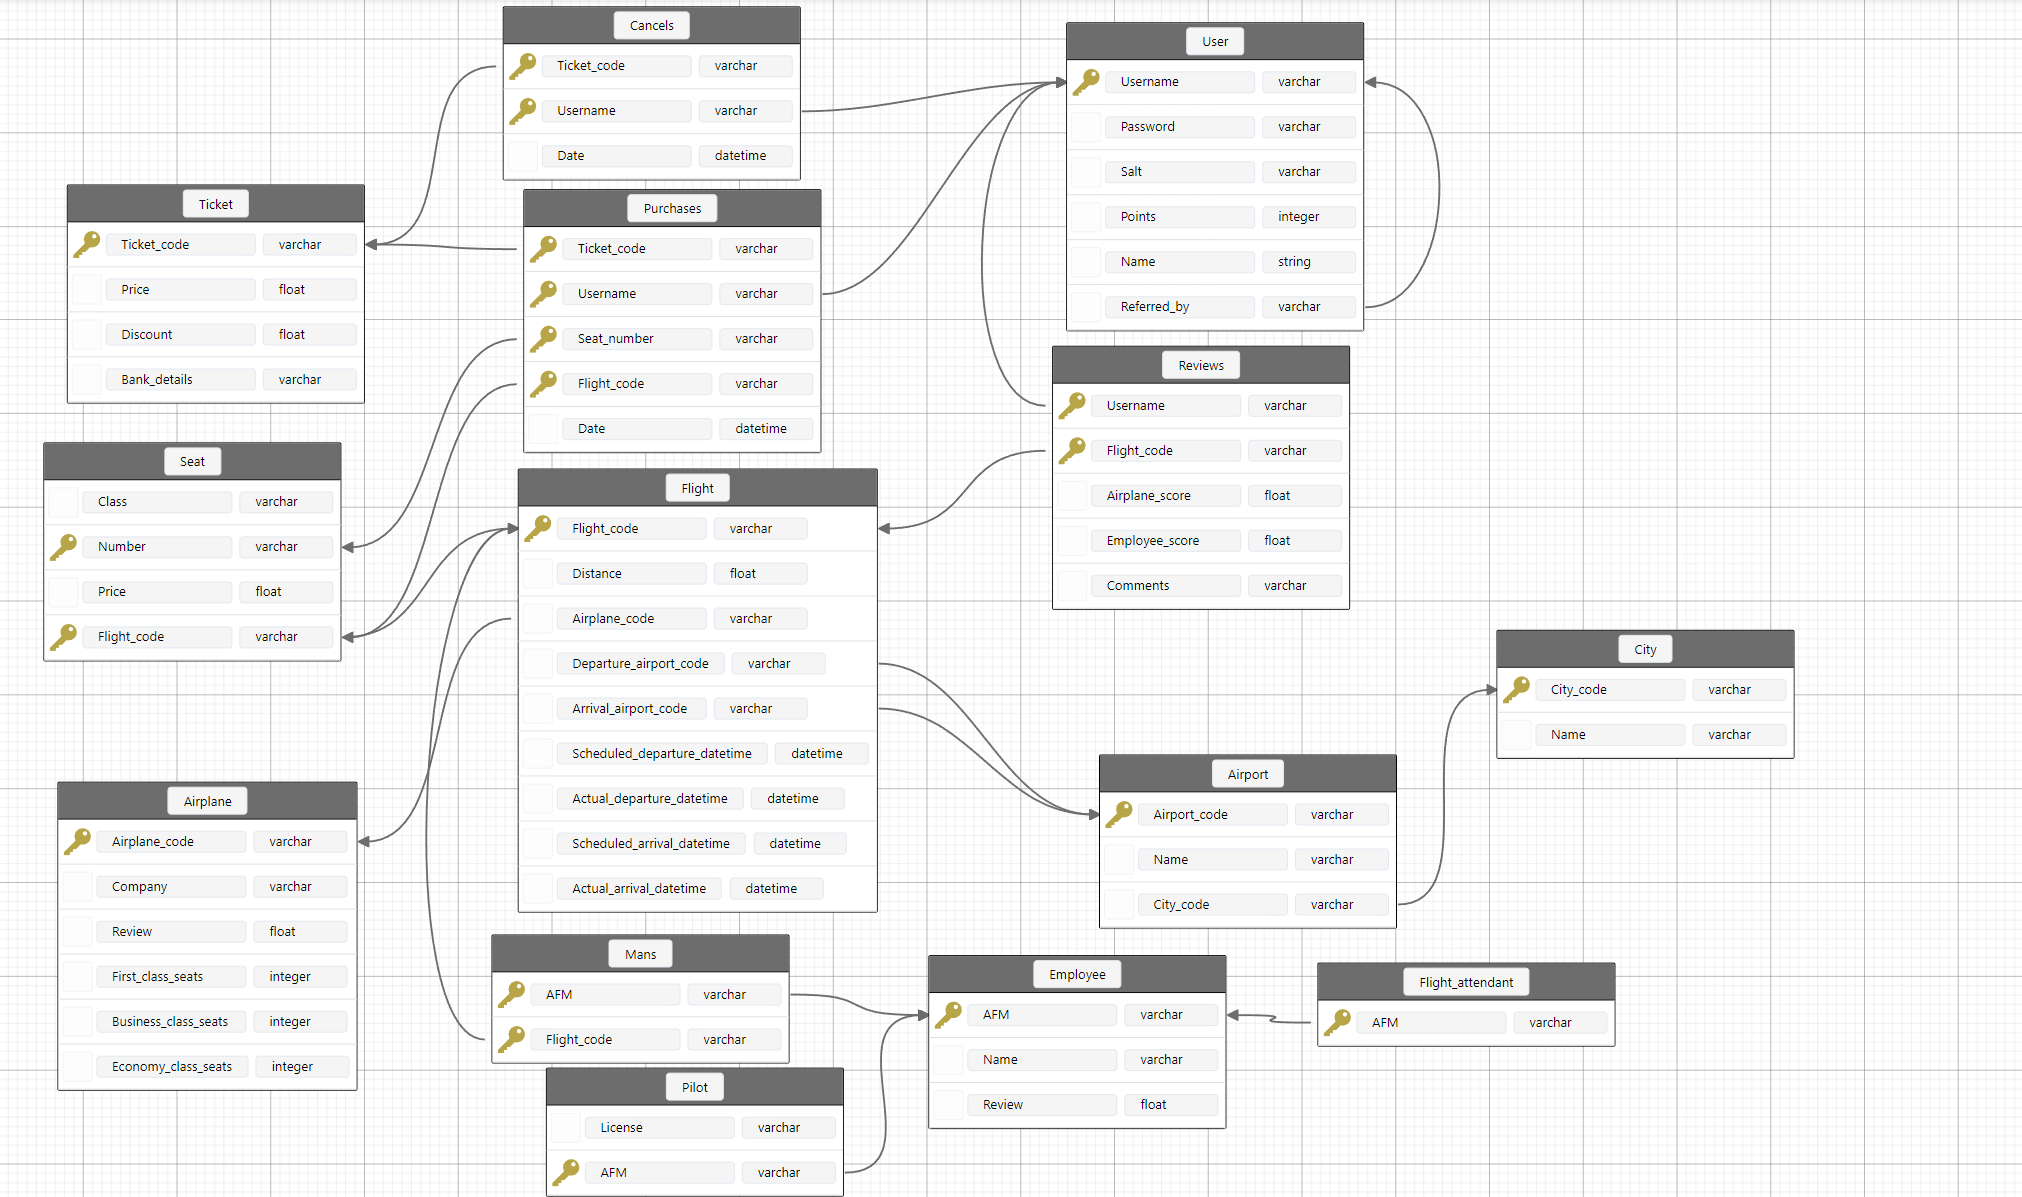 Cancels
Ticket_code varchar
Username varchar
Date datetime
User
Username varchar
Password varchar
Salt varchar
Points integer
Name string
Referred_by varchar
Ticket
Ticket_code varchar
Price float
Discount float
Bank_details varchar
Purchases
Ticket_code varchar
Username varchar
Seat_number varchar
Flight_code varchar
Date datetime
Reviews
Username varchar
Flight_code varchar
Airplane_score float
Employee_score float
Comments varchar
Seat
Class varchar
Number varchar
Price float
Flight_code varchar
Flight
Flight_code varchar
Distance float
Airplane_code varchar
Departure_airport_code varchar
Arrival_airport_code varchar
Scheduled_departure_datetime datetime
Actual_departure_datetime datetime
Scheduled_arrival_datetime datetime
Actual_arrival_datetime datetime
City
City_code varchar
Name varchar
Airport
Airport_code varchar
Name varchar
City_code varchar
Airplane
Airplane_code varchar
Company varchar
Review float
First_class_seats integer
Business_class_seats integer
Economy_class_seats integer
Mans
AFM varchar
Flight_code varchar
Employee
AFM varchar
Name varchar
Review float
Flight_attendant
AFM varchar
Pilot
License varchar
AFM varchar